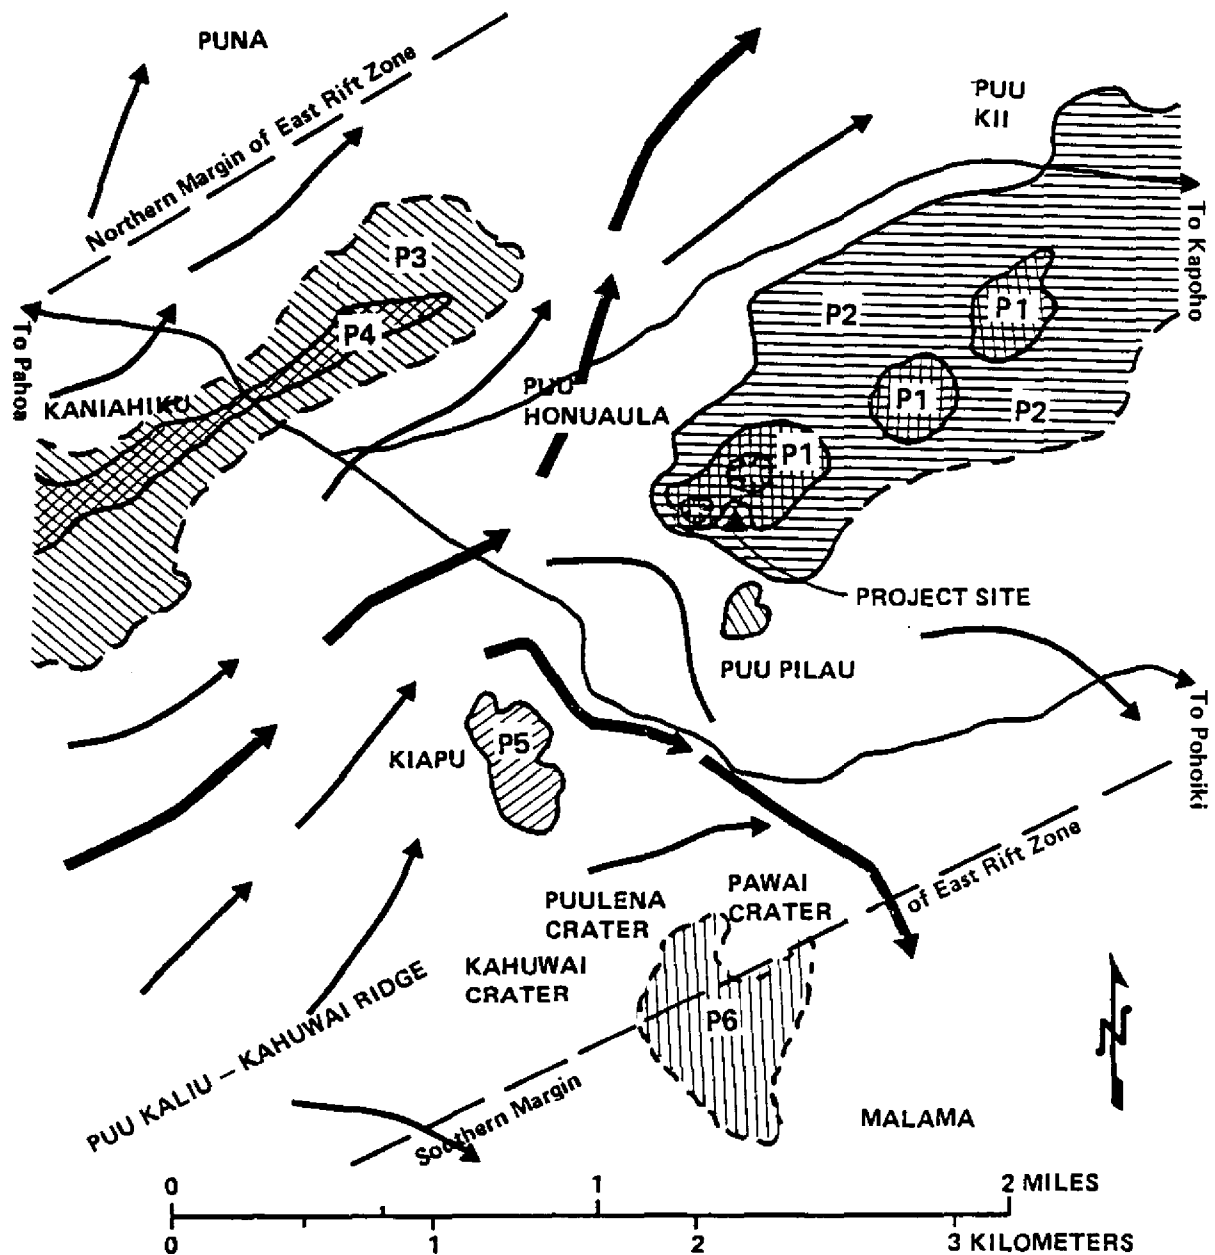 PUNA
Northern Margin of East Rift Zone
PUU
KII
To Kapoho
P3
P4
P2
P1
To Pahoa
KANIAHIKU
PUU
HONUAULA
P1
P2
P1
PROJECT SITE
PUU PILAU
To Pohoiki
KIAPU
P5
PUULENA
CRATER
PAWAI
CRATER
of East Rift Zone
KAHUWAI
CRATER
P6
PUU KALIU – KAHUWAI RIDGE
Southern Margin
N
MALAMA
0
1
2 MILES
0
1
2
3 KILOMETERS